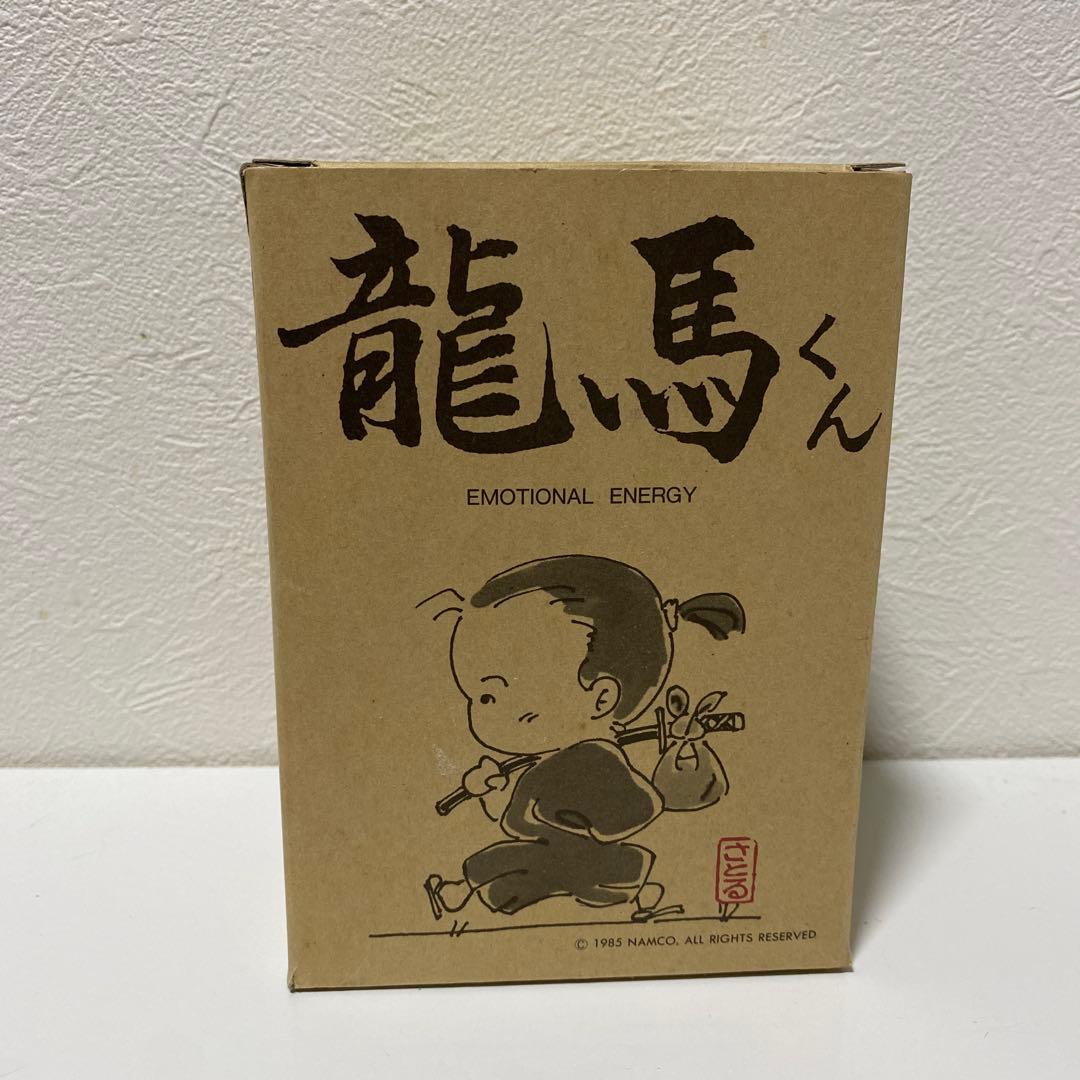 龍馬くん
EMOTIONAL ENERGY
© 1985 NAMCO, ALL RIGHTS RESERVED